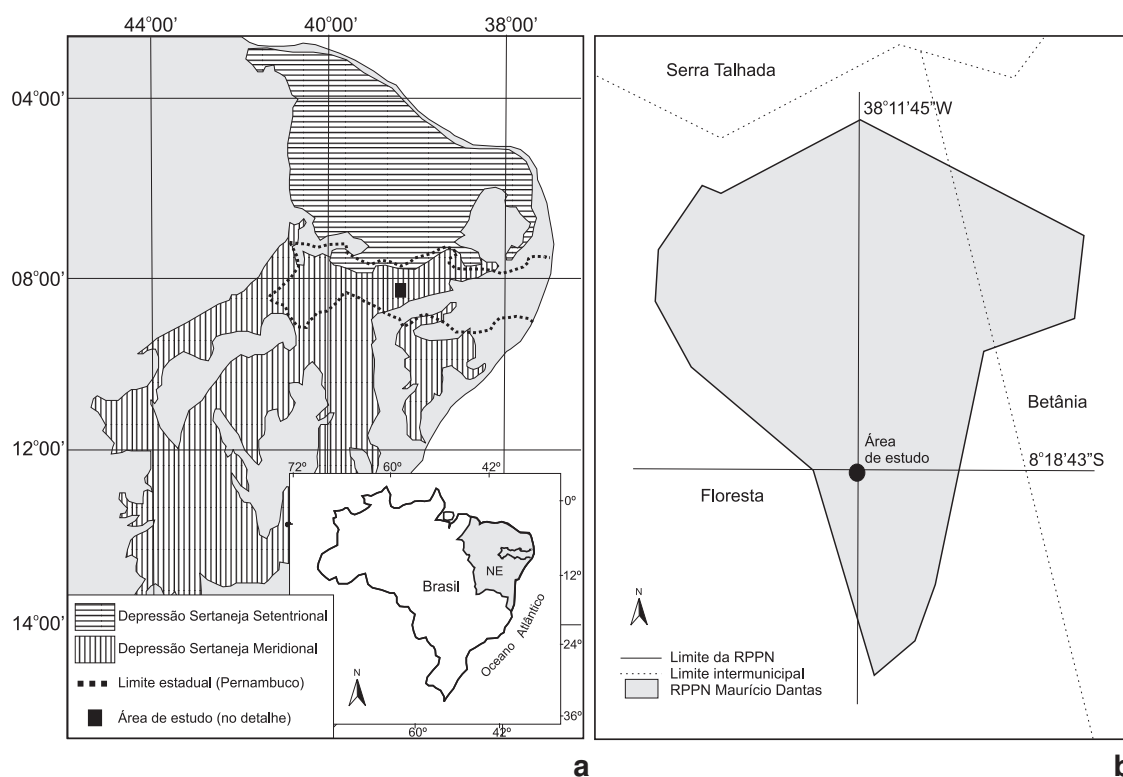 44°00’ 40°00’ 38°00’
04°00’
08°00’
12°00’
14°00’
72° 60° 42°
0°
12°
24°
36°
60° 42°
NE
Brasil
Oceano Atlântico
N
Depressão Sertaneja Setentrional
Depressão Sertaneja Meridional
Limite estadual (Pernambuco)
Área de estudo (no detalhe)
a
Serra Talhada
38°11’45”W
Betânia
Área
de estudo
8°18’43”S
Floresta
N
Limite da RPPN
Limite intermunicipal
RPPN Maurício Dantas
b